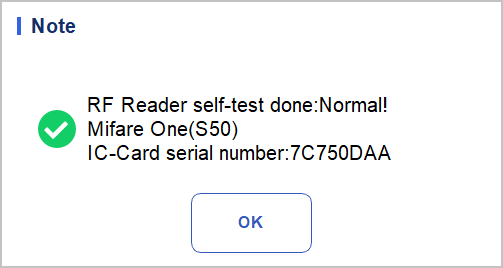 Note
RF Reader self-test done:Normal!
Mifare One(S50)
IC-Card serial number:7C750DAA
OK